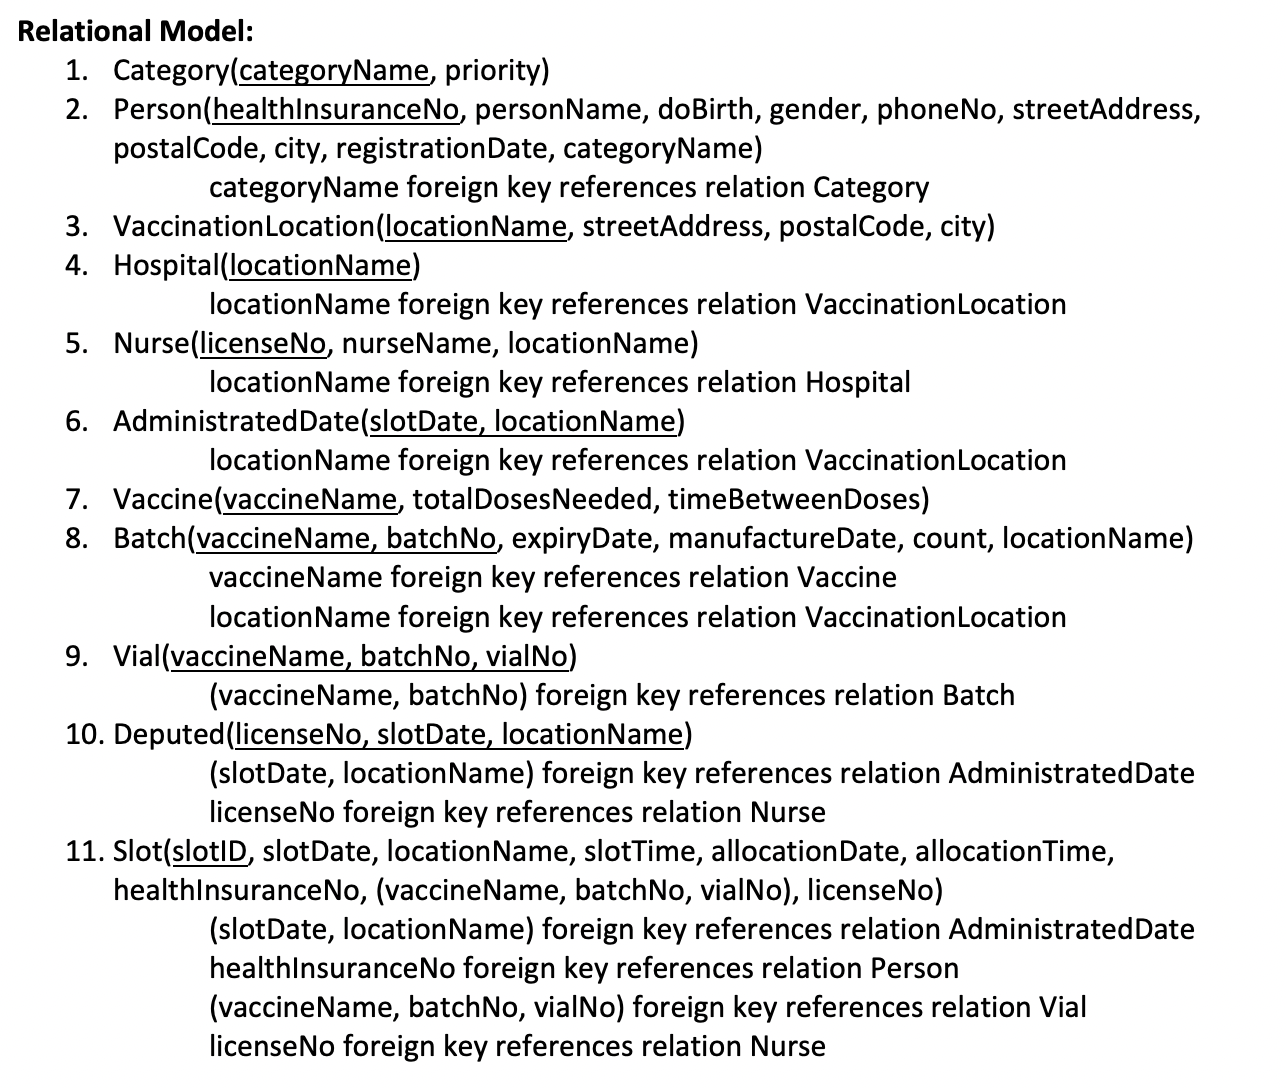 Relational Model:
1. Category(categoryName, priority)
2. Person(healthInsuranceNo, personName, doBirth, gender, phoneNo, streetAddress,
postalCode, city, registrationDate, categoryName)
categoryName foreign key references relation Category
3. VaccinationLocation(locationName, streetAddress, postalCode, city)
4. Hospital(locationName)
locationName foreign key references relation VaccinationLocation
5. Nurse(licenseNo, nurseName, locationName)
locationName foreign key references relation Hospital
6. AdministratedDate(slotDate, locationName)
locationName foreign key references relation VaccinationLocation
7. Vaccine(vaccineName, totalDosesNeeded, timeBetweenDoses)
8. Batch(vaccineName, batchNo, expiryDate, manufactureDate, count, locationName)
vaccineName foreign key references relation Vaccine
locationName foreign key references relation VaccinationLocation
9. Vial(vaccineName, batchNo, vialNo)
(vaccineName, batchNo) foreign key references relation Batch
10. Deputed(licenseNo, slotDate, locationName)
(slotDate, locationName) foreign key references relation AdministratedDate
licenseNo foreign key references relation Nurse
11. Slot(slotID, slotDate, locationName, slotTime, allocationDate, allocationTime,
healthInsuranceNo, (vaccineName, batchNo, vialNo), licenseNo)
(slotDate, locationName) foreign key references relation AdministratedDate
healthInsuranceNo foreign key references relation Person
(vaccineName, batchNo, vialNo) foreign key references relation Vial
licenseNo foreign key references relation Nurse